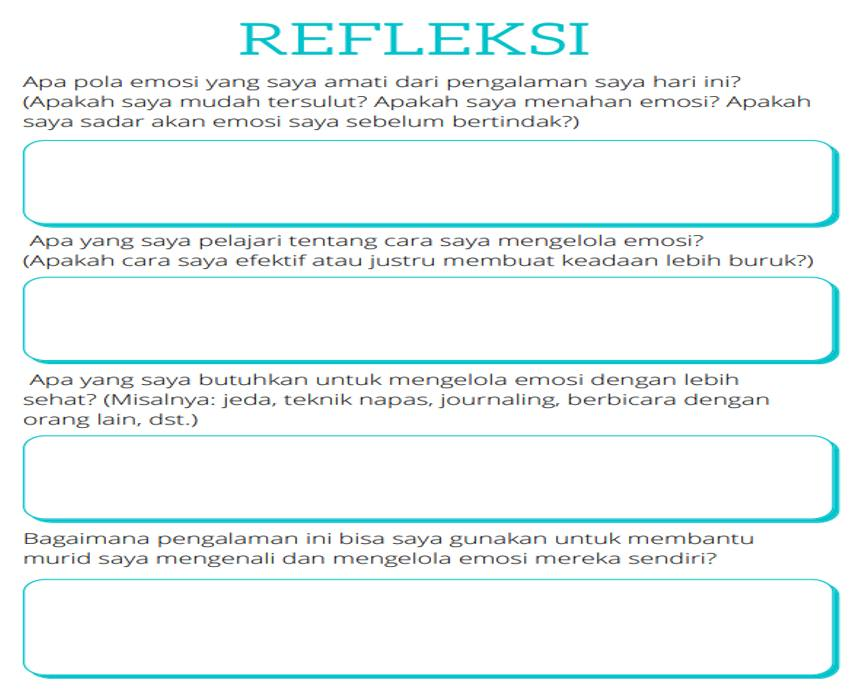 REFLEKSI
Apa pola emosi yang saya amati dari pengalaman saya hari ini?
(Apakah saya mudah tersulut? Apakah saya menahan emosi? Apakah
saya sadar akan emosi saya sebelum bertindak?)
Apa yang saya pelajari tentang cara saya mengelola emosi?
(Apakah cara saya efektif atau justru membuat keadaan lebih buruk?)
Apa yang saya butuhkan untuk mengelola emosi dengan lebih
sehat? (Misalnya: jeda, teknik napas, journaling, berbicara dengan
orang lain, dst.)
Bagaimana pengalaman ini bisa saya gunakan untuk membantu
murid saya mengenali dan mengelola emosi mereka sendiri?